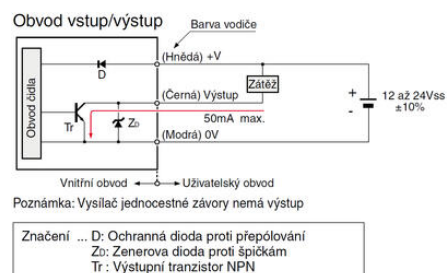 Obvod vstup/výstup
Barva vodiče
(Hnědá) +V
D
Zátěž
Obvod čidla
(Černá) Výstup
+ 12 až 24Vss
±10%
Tr
ZD
50mA max.
-
(Modrá) 0V
Vnitřní obvod Uživatelský obvod
Poznámka: Vysílač jednocestné závory nemá výstup
Značení ... D: Ochranná dioda proti přepólování
ZD: Zenerova dioda proti špičkám
Tr : Výstupní tranzistor NPN